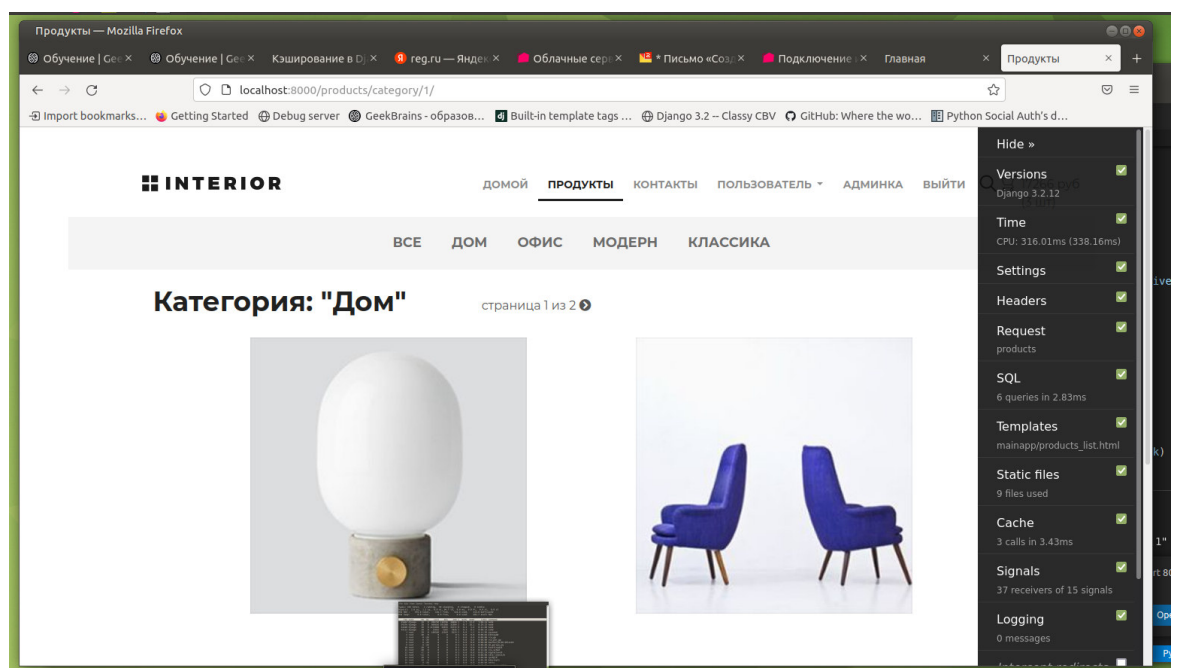 Продукты — Mozilla Firefox
Обучение | Gee Обучение | Gee Кэширование в Dj reg.ru — Яндек Облачные сер * Письмо «Созд Подключение Главная Продукты
localhost:8000/products/category/1/
Import bookmarks... Getting Started Debug server GeekBrains - образов... Built-in template tags ... Django 3.2 -- Classy CBV GitHub: Where the wo... Python Social Auth's d...
Hide »
INTERIOR
ДОМОЙ ПРОДУКТЫ КОНТАКТЫ ПОЛЬЗОВАТЕЛЬ АДМИНКА ВЫЙТИ
ВСЕ ДОМ ОФИС МОДЕРН КЛАССИКА
Категория: "Дом" страница 1 из 2
Versions
Django 3.2.12
Time
CPU: 316.01ms (338.16ms)
Settings
Headers
Request
products
SQL
6 queries in 2.83ms
Templates
mainapp/products_list.html
Static files
9 files used
Cache
3 calls in 3.43ms
Signals
37 receivers of 15 signals
Logging
0 messages
Intercept redirects